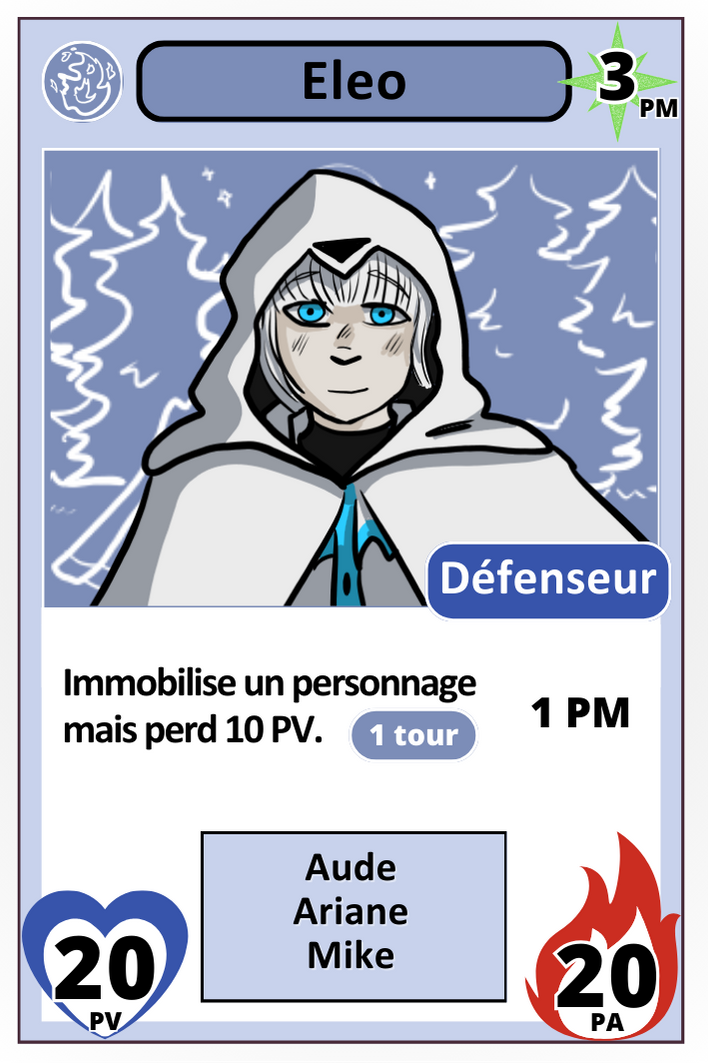 Eleo
3
PM
Défenseur
Immobilise un personnage
mais perd 10 PV.
1 tour
1 PM
Aude
Ariane
Mike
20
PV
20
PA